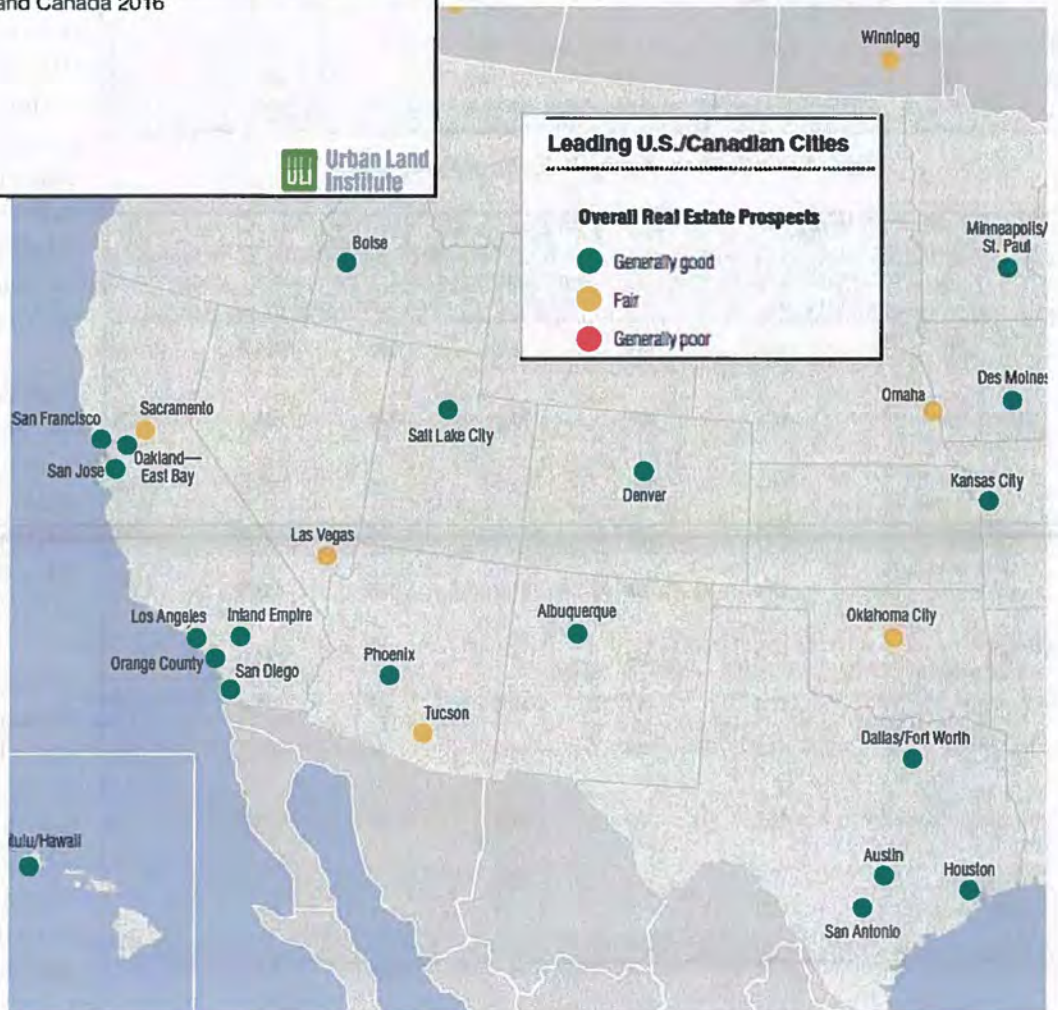 and Canada 2016
ULI Urban Land
Institute
Winnipeg
Leading U.S./Canadian Cities
Overall Real Estate Prospects
Generally good
Fair
Generally poor
Minneapolis/
St. Paul
Boise
Omaha
Des Moines
San Francisco
Sacramento
Salt Lake City
Oakland—
East Bay
San Jose
Denver
Kansas City
Las Vegas
Los Angeles
Inland Empire
Albuquerque
Oklahoma City
Orange County
San Diego
Phoenix
Tucson
Dallas/Fort Worth
lulu/Hawaii
Austin
Houston
San Antonio